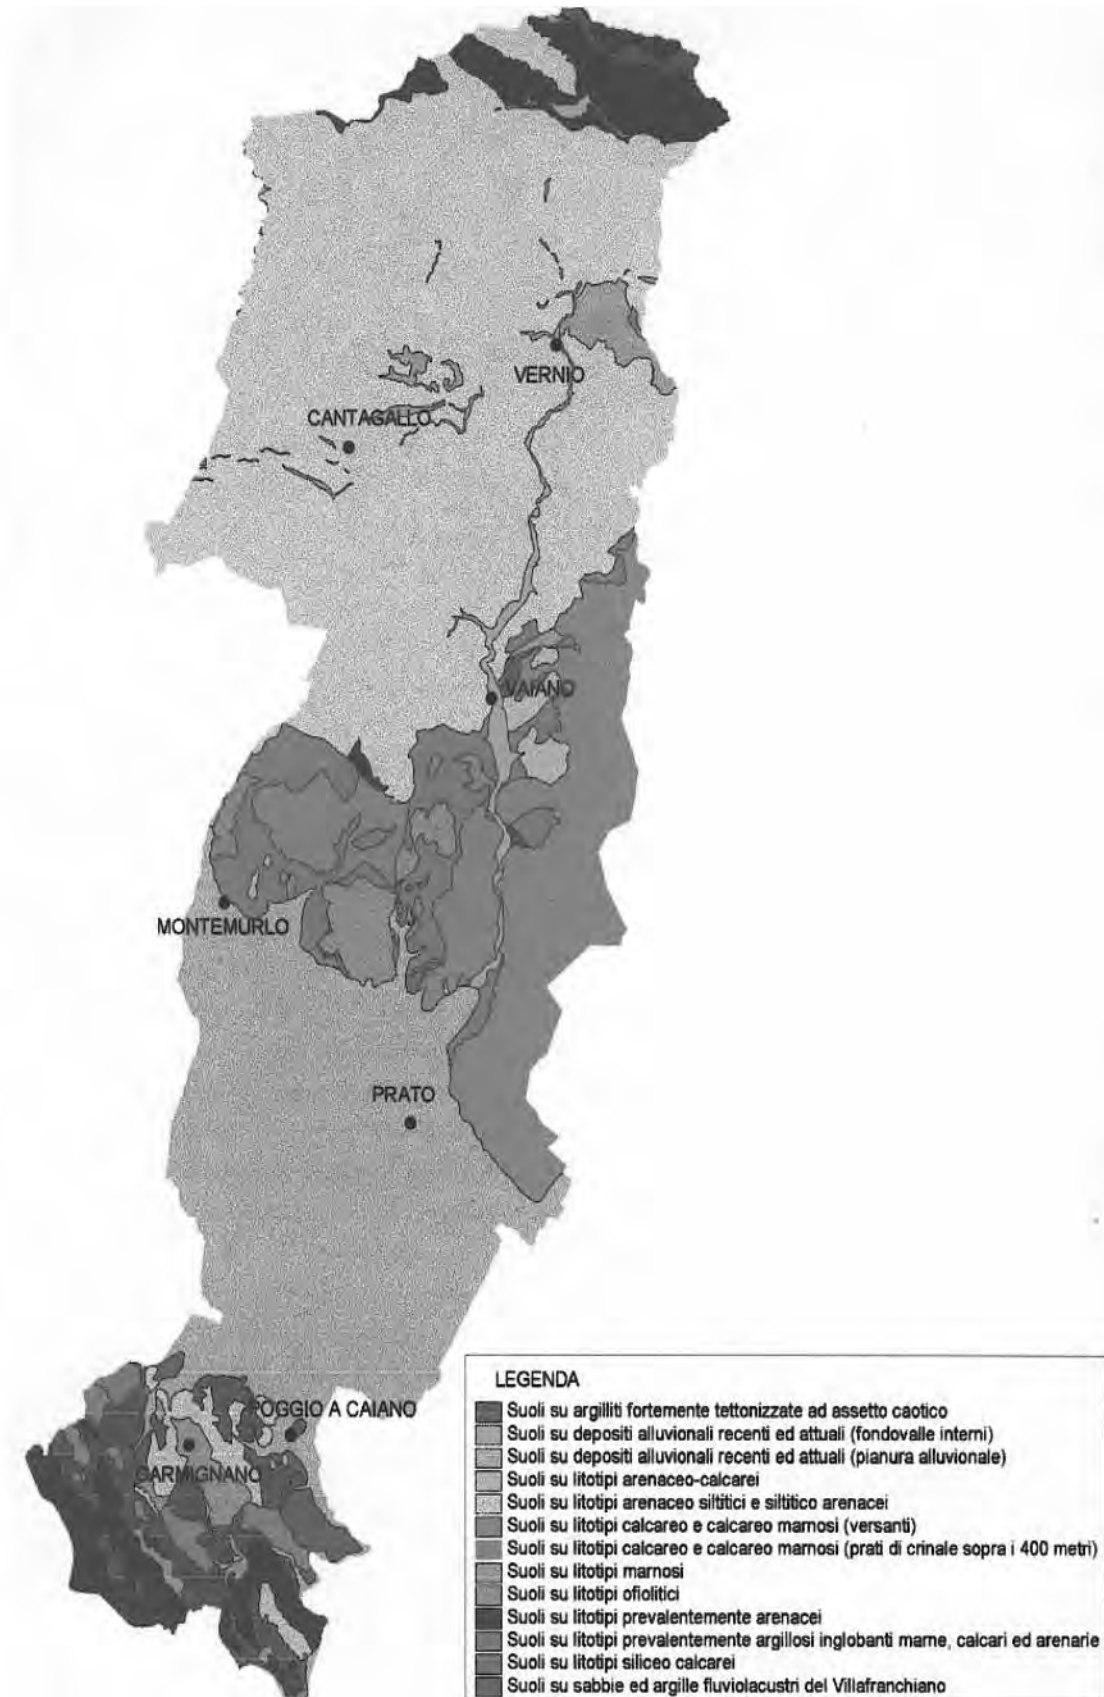 VERNIO
CANTAGALLO
VAIANO
MONTEMURLO
PRATO
POGGIO A CAIANO
CARMIGNANO
LEGENDA
Suoli su argilliti fortemente tettonizzate ad assetto caotico
Suoli su depositi alluvionali recenti ed attuali (fondovalle interni)
Suoli su depositi alluvionali recenti ed attuali (pianura alluvionale)
Suoli su litotipi arenaceo-calcarei
Suoli su litotipi arenaceo siltitici e siltitico arenacei
Suoli su litotipi calcareo e calcareo marnosi (versanti)
Suoli su litotipi calcareo e calcareo marnosi (prati di crinale sopra i 400 metri)
Suoli su litotipi marnosi
Suoli su litotipi ofiolitici
Suoli su litotipi prevalentemente arenacei
Suoli su litotipi prevalentemente argillosi inglobanti marne, calcari ed arenarie
Suoli su litotipi siliceo calcarei
Suoli su sabbie ed argille fluviolacustri del Villafranchiano